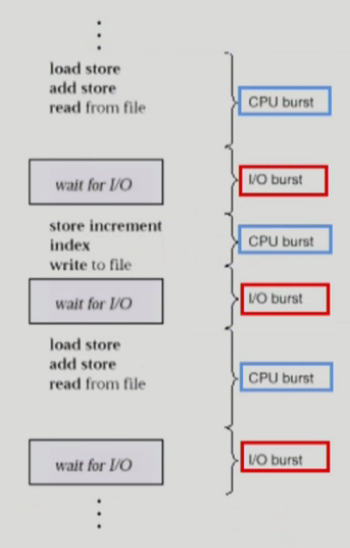 load store
add store
read from file
CPU burst
wait for I/O
I/O burst
store increment
index
write to file
CPU burst
wait for I/O
I/O burst
load store
add store
read from file
CPU burst
wait for I/O
I/O burst